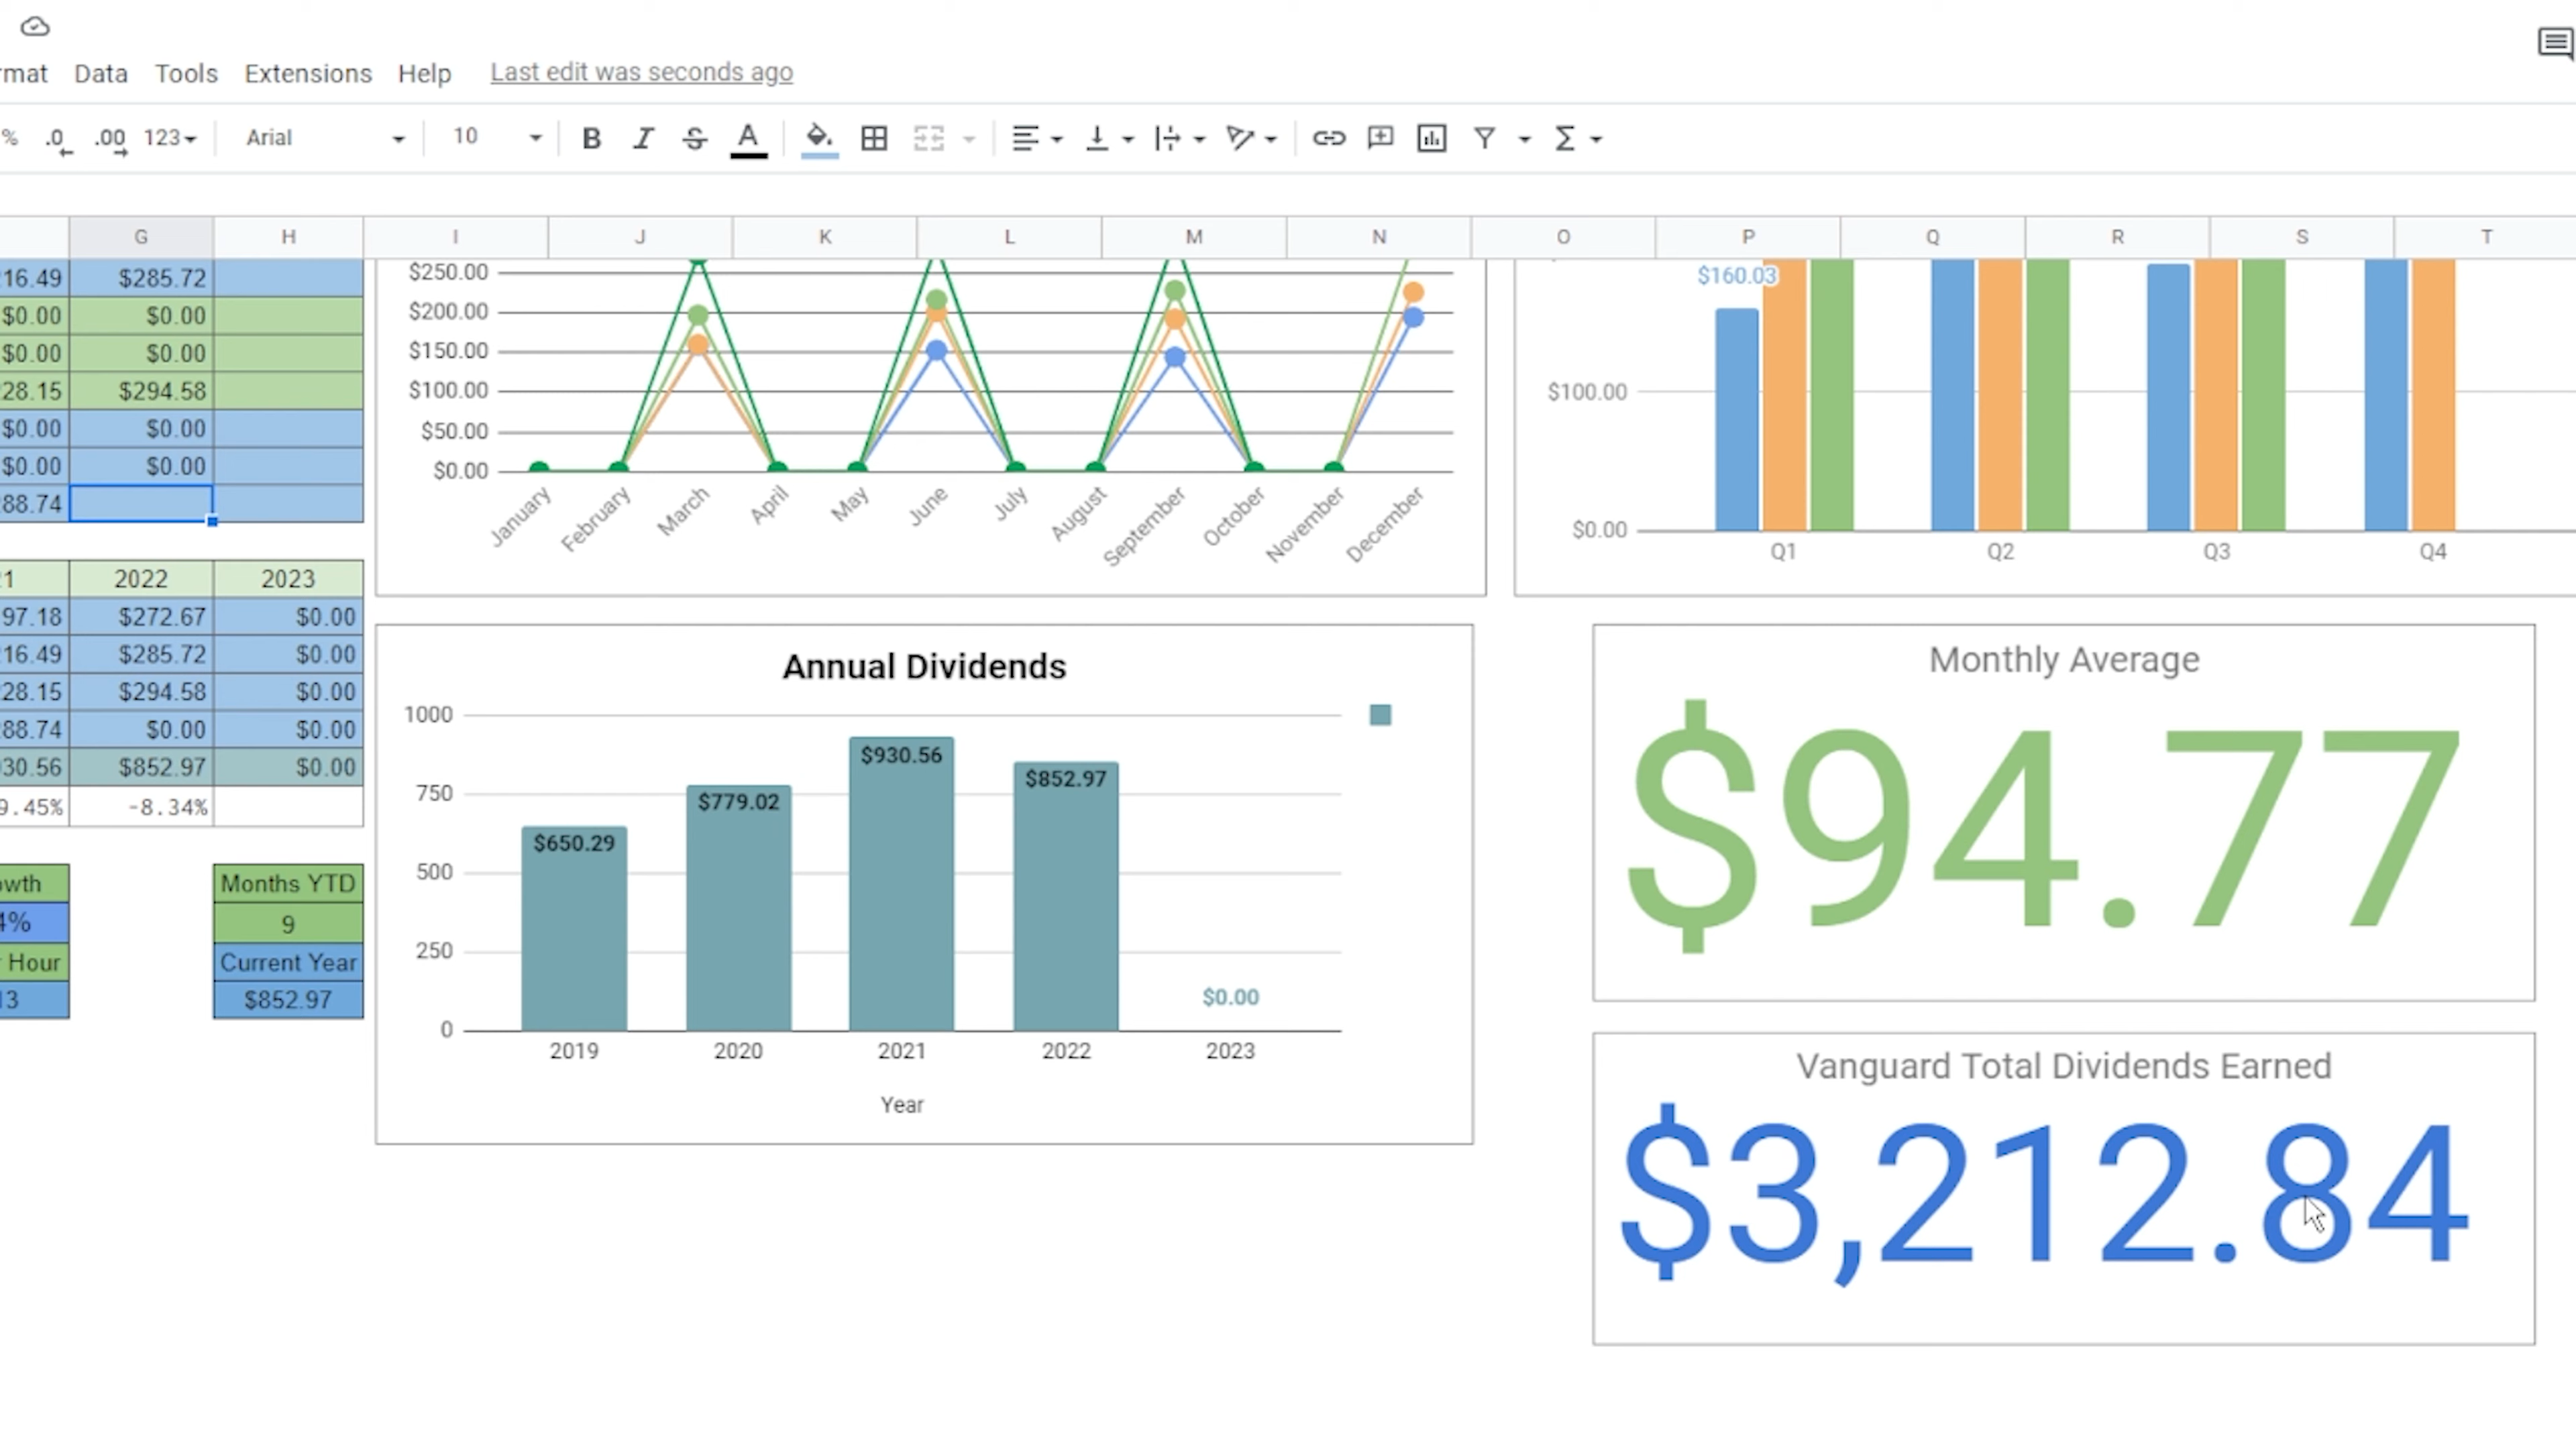 rmat Data Tools Extensions Help Last edit was seconds ago
% .0 .00 123 Arial 10 B I S A
G H I J K L M N O P Q R S T
16.49 $285.72
$0.00 $0.00
$0.00 $0.00
28.15 $294.58
$0.00 $0.00
$0.00 $0.00
88.74
1 2022 2023
97.18 $272.67 $0.00
16.49 $285.72 $0.00
28.15 $294.58 $0.00
88.74 $0.00 $0.00
30.56 $852.97 $0.00
9.45% -8.34%
owth Months YTD
4% 9
r Hour Current Year
13 $852.97
$250.00
$200.00
$150.00
$100.00
$50.00
$0.00
January February March April May June July August September October November December
$160.03
$100.00
$0.00
Q1 Q2 Q3 Q4
Annual Dividends
1000
750
500
250
0
$650.29 $779.02 $930.56 $852.97 $0.00
2019 2020 2021 2022 2023
Year
Monthly Average
$94.77
Vanguard Total Dividends Earned
$3,212.84